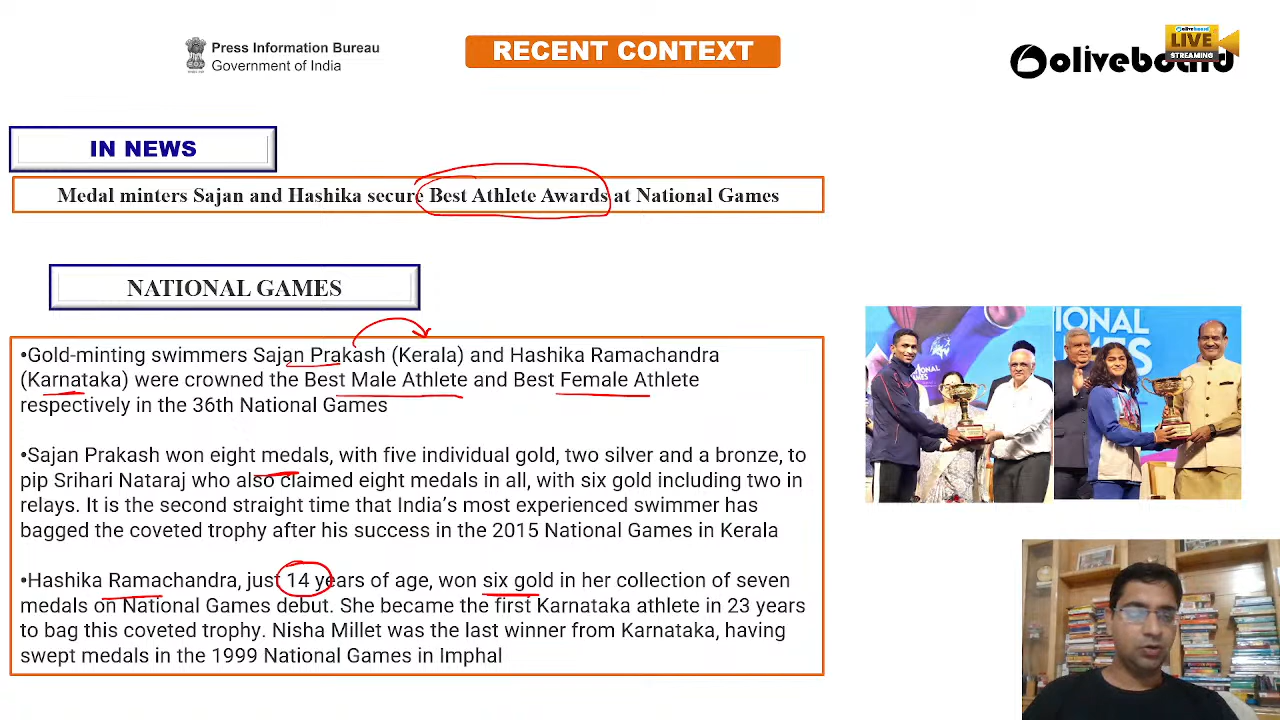 Press Information Bureau
Government of India
RECENT CONTEXT
oliveboard
LIVE
STREAMING
IN NEWS
Medal minters Sajan and Hashika secure Best Athlete Awards at National Games
NATIONAL GAMES
•Gold-minting swimmers Sajan Prakash (Kerala) and Hashika Ramachandra
(Karnataka) were crowned the Best Male Athlete and Best Female Athlete
respectively in the 36th National Games
•Sajan Prakash won eight medals, with five individual gold, two silver and a bronze, to
pip Srihari Nataraj who also claimed eight medals in all, with six gold including two in
relays. It is the second straight time that India's most experienced swimmer has
bagged the coveted trophy after his success in the 2015 National Games in Kerala
•Hashika Ramachandra, just 14 years of age, won six gold in her collection of seven
medals on National Games debut. She became the first Karnataka athlete in 23 years
to bag this coveted trophy. Nisha Millet was the last winner from Karnataka, having
swept medals in the 1999 National Games in Imphal